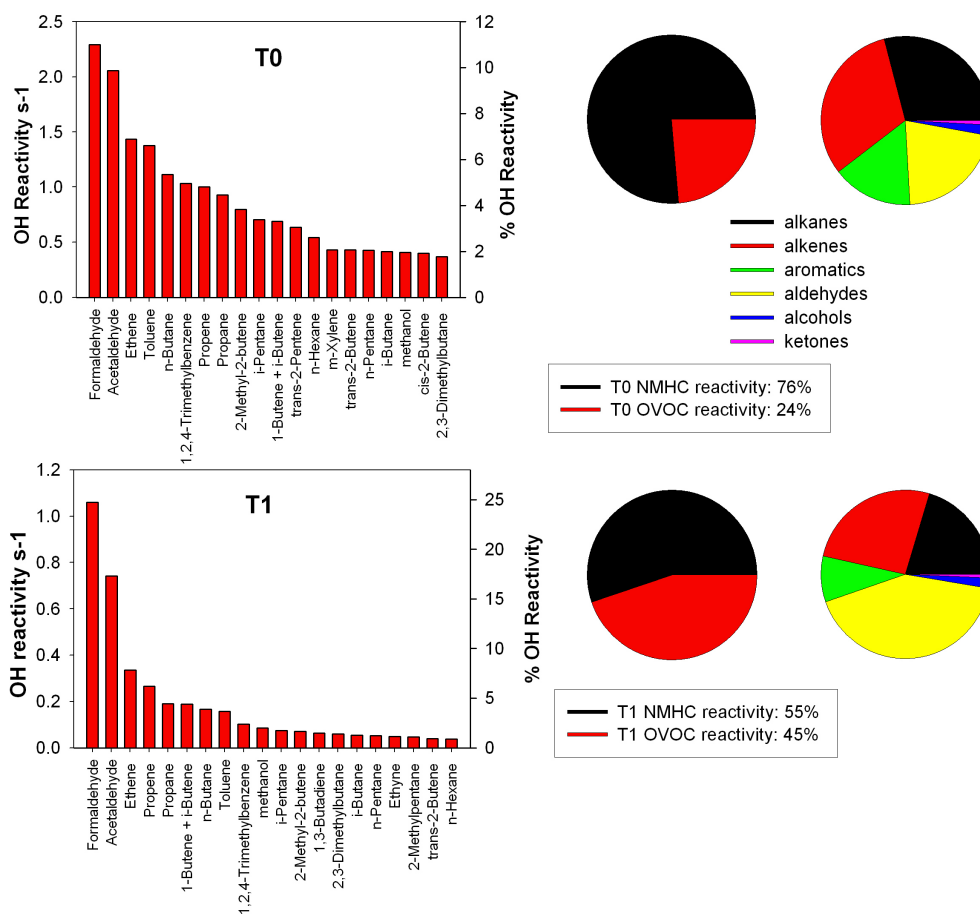 T0
OH Reactivity s-1
2.5
2.0
1.5
1.0
0.5
0.0
12
10
8
6
4
2
0
% OH Reactivity
Formaldehyde
Acetaldehyde
Ethene
Toluene
n-Butane
1,2,4-Trimethylbenzene
Propene
Propane
2-Methyl-2-butene
i-Pentane
1-Butene + i-Butene
trans-2-Pentene
n-Hexane
m-Xylene
trans-2-Butene
n-Pentane
i-Butane
methanol
cis-2-Butene
2,3-Dimethylbutane
alkanes
alkenes
aromatics
aldehydes
alcohols
ketones
T0 NMHC reactivity: 76%
T0 OVOC reactivity: 24%
T1
OH reactivity s-1
1.2
1.0
0.8
0.6
0.4
0.2
0.0
25
20
15
10
5
0
% OH Reactivity
Formaldehyde
Acetaldehyde
Ethene
Propene
Propane
1-Butene + i-Butene
n-Butane
Toluene
1,2,4-Trimethylbenzene
methanol
i-Pentane
2-Methyl-2-butene
1,3-Butadiene
2,3-Dimethylbutane
i-Butane
n-Pentane
Ethyne
2-Methylpentane
trans-2-Butene
n-Hexane
T1 NMHC reactivity: 55%
T1 OVOC reactivity: 45%